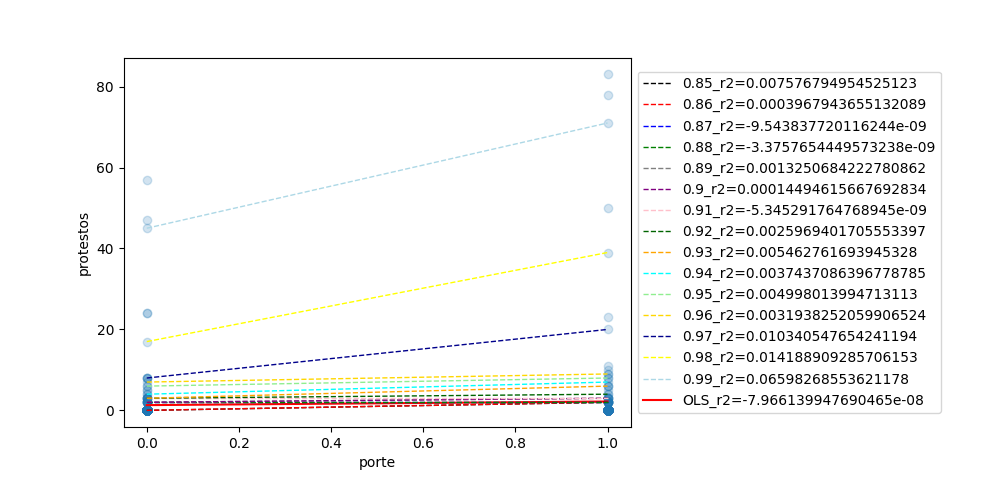 80
60
40
20
0
protestos
0.0 0.2 0.4 0.6 0.8 1.0
porte
0.85_r2=0.007576794954525123
0.86_r2=0.0003967943655132089
0.87_r2=-9.543837720116244e-09
0.88_r2=-3.3757654449573238e-09
0.89_r2=0.0013250684222780862
0.9_r2=0.00014494615667692834
0.91_r2=-5.345291764768945e-09
0.92_r2=0.0025969401705553397
0.93_r2=0.005462761693945328
0.94_r2=0.0037437086396778785
0.95_r2=0.004998013994713113
0.96_r2=0.0031938252059906524
0.97_r2=0.010340547654241194
0.98_r2=0.014188909285706153
0.99_r2=0.06598268553621178
OLS_r2=-7.966139947690465e-08